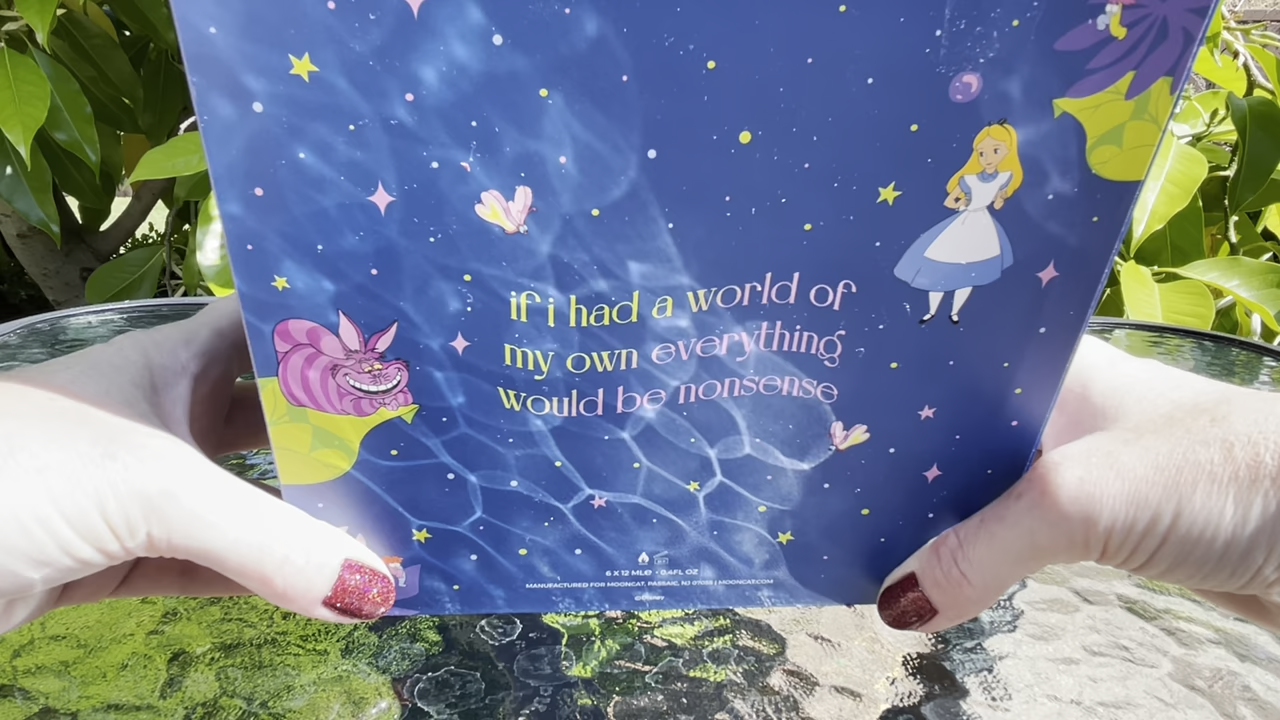 if i had a world of
my own everything
would be nonsense
6 X 12 ML℮ • 0.4FL OZ
MANUFACTURED FOR MOONCAT, PASSAIC, NJ 07055 | MOONCAT.COM
©Disney